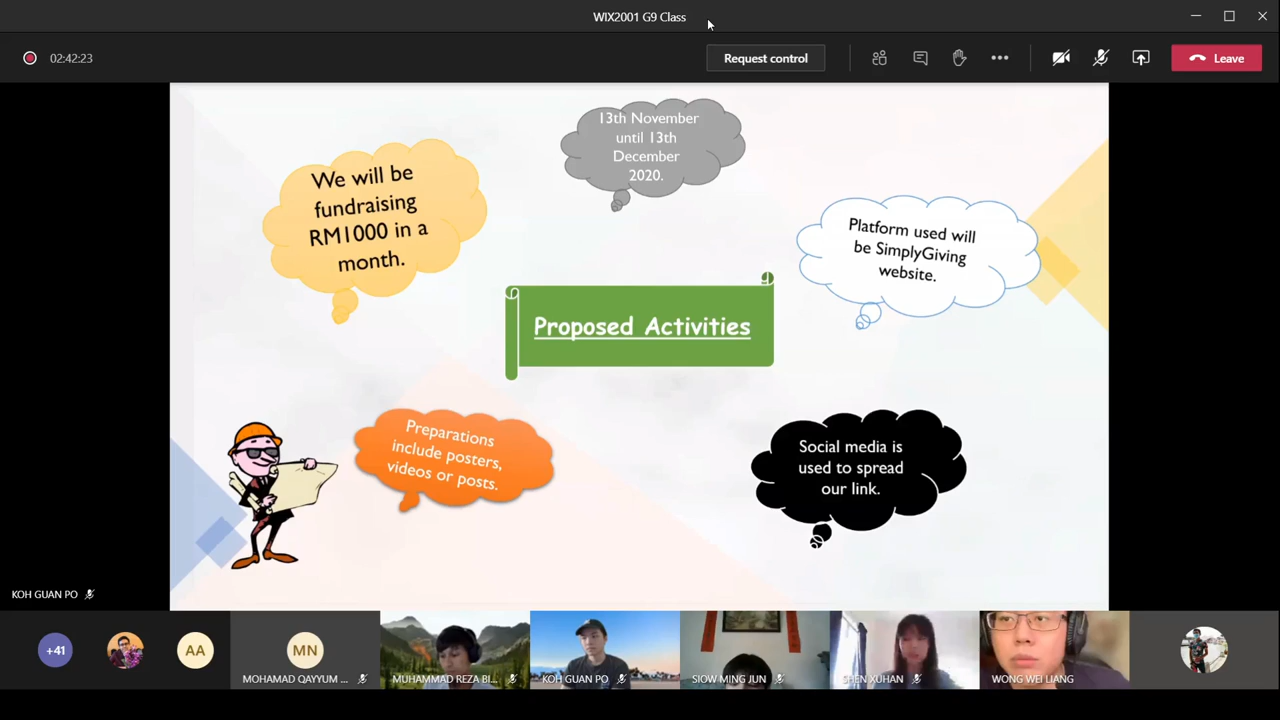 WIX2001 G9 Class
02:42:23
Request control
Leave
13th November
until 13th
December
2020.
We will be
fundraising
RM1000 in a
month.
Platform used will
be SimplyGiving
website.
Proposed Activities
Preparations
include posters,
videos or posts.
Social media is
used to spread
our link.
KOH GUAN PO
+41
AA
MN
MOHAMAD QAYYUM ...
MUHAMMAD REZA BI...
KOH GUAN PO
SIOW MING JUN
SHEN XUHAN
WONG WEI LIANG